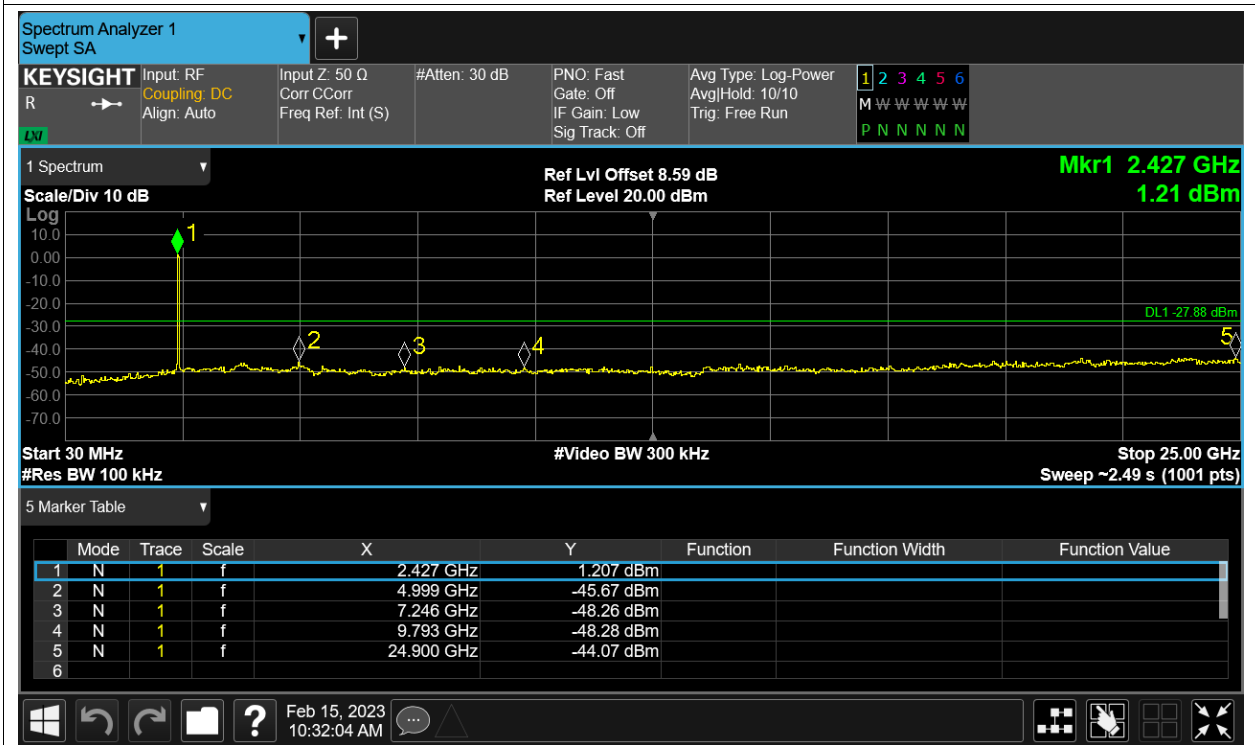 Spectrum Analyzer 1
Swept SA
KEYSIGHT Input: RF Input Z: 50 Ω #Atten: 30 dB PNO: Fast Avg Type: Log-Power 1 2 3 4 5 6
R Coupling: DC Corr CCorr Gate: Off Avg|Hold: 10/10 M W W W W W
Align: Auto Freq Ref: Int (S) IF Gain: Low Trig: Free Run
LXI Sig Track: Off P N N N N N
1 Spectrum Ref Lvl Offset 8.59 dB Mkr1 2.427 GHz
Scale/Div 10 dB Ref Level 20.00 dBm 1.21 dBm
Log
10.0 1
0.00
-10.0
-20.0
DL1 -27.88 dBm
-30.0
2 3 4 5
-40.0
-50.0
-60.0
-70.0
Start 30 MHz #Video BW 300 kHz Stop 25.00 GHz
#Res BW 100 kHz Sweep ~2.49 s (1001 pts)
5 Marker Table
Mode Trace Scale X Y Function Function Width Function Value
1 N 1 f 2.427 GHz 1.207 dBm
2 N 1 f 4.999 GHz -45.67 dBm
3 N 1 f 7.246 GHz -48.26 dBm
4 N 1 f 9.793 GHz -48.28 dBm
5 N 1 f 24.900 GHz -44.07 dBm
6
? Feb 15, 2023
10:32:04 AM